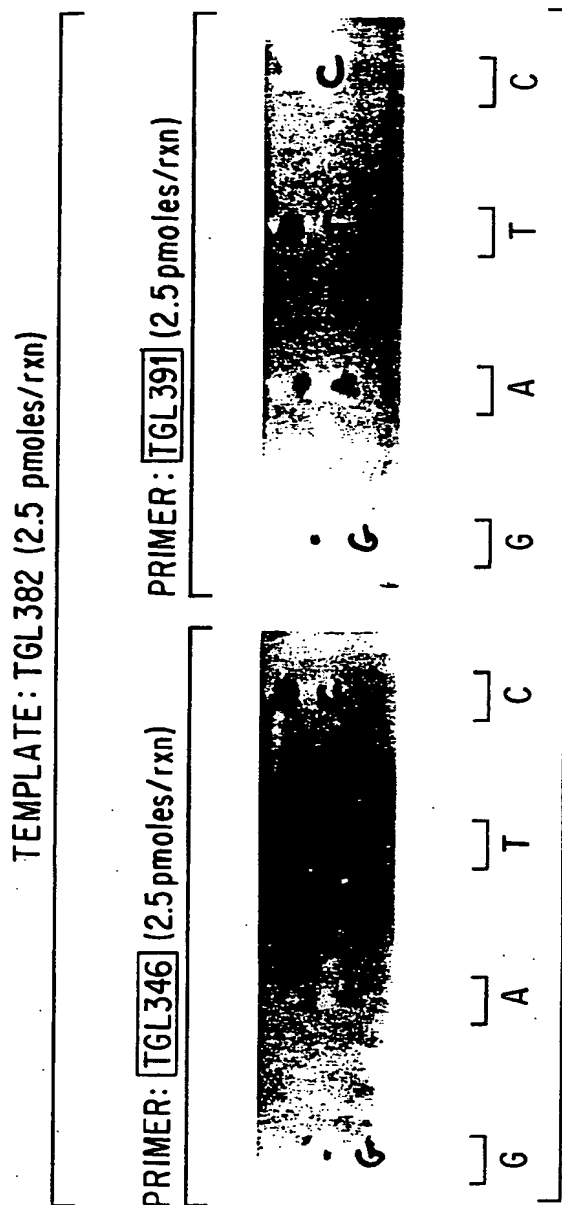 TEMPLATE: TGL382 (2.5 pmoles/rxn)
PRIMER: TGL346 (2.5 pmoles/rxn)
PRIMER: TGL391 (2.5 pmoles/rxn)
G C
G C
G A T C G A T C